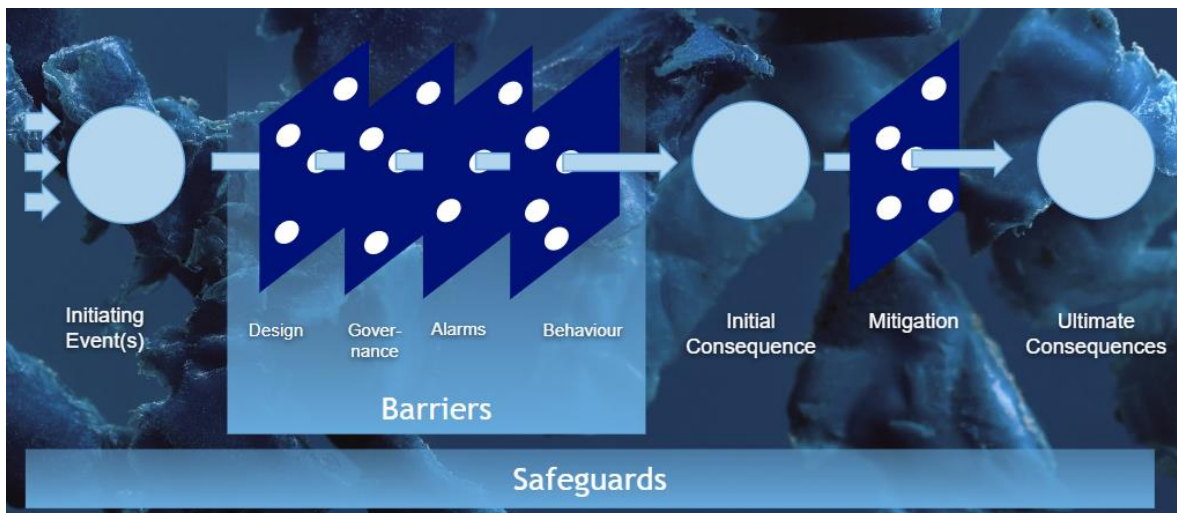 Initiating
Event(s)
Design
Gover-
nance
Alarms
Behaviour
Initial
Consequence
Mitigation
Ultimate
Consequences
Barriers
Safeguards